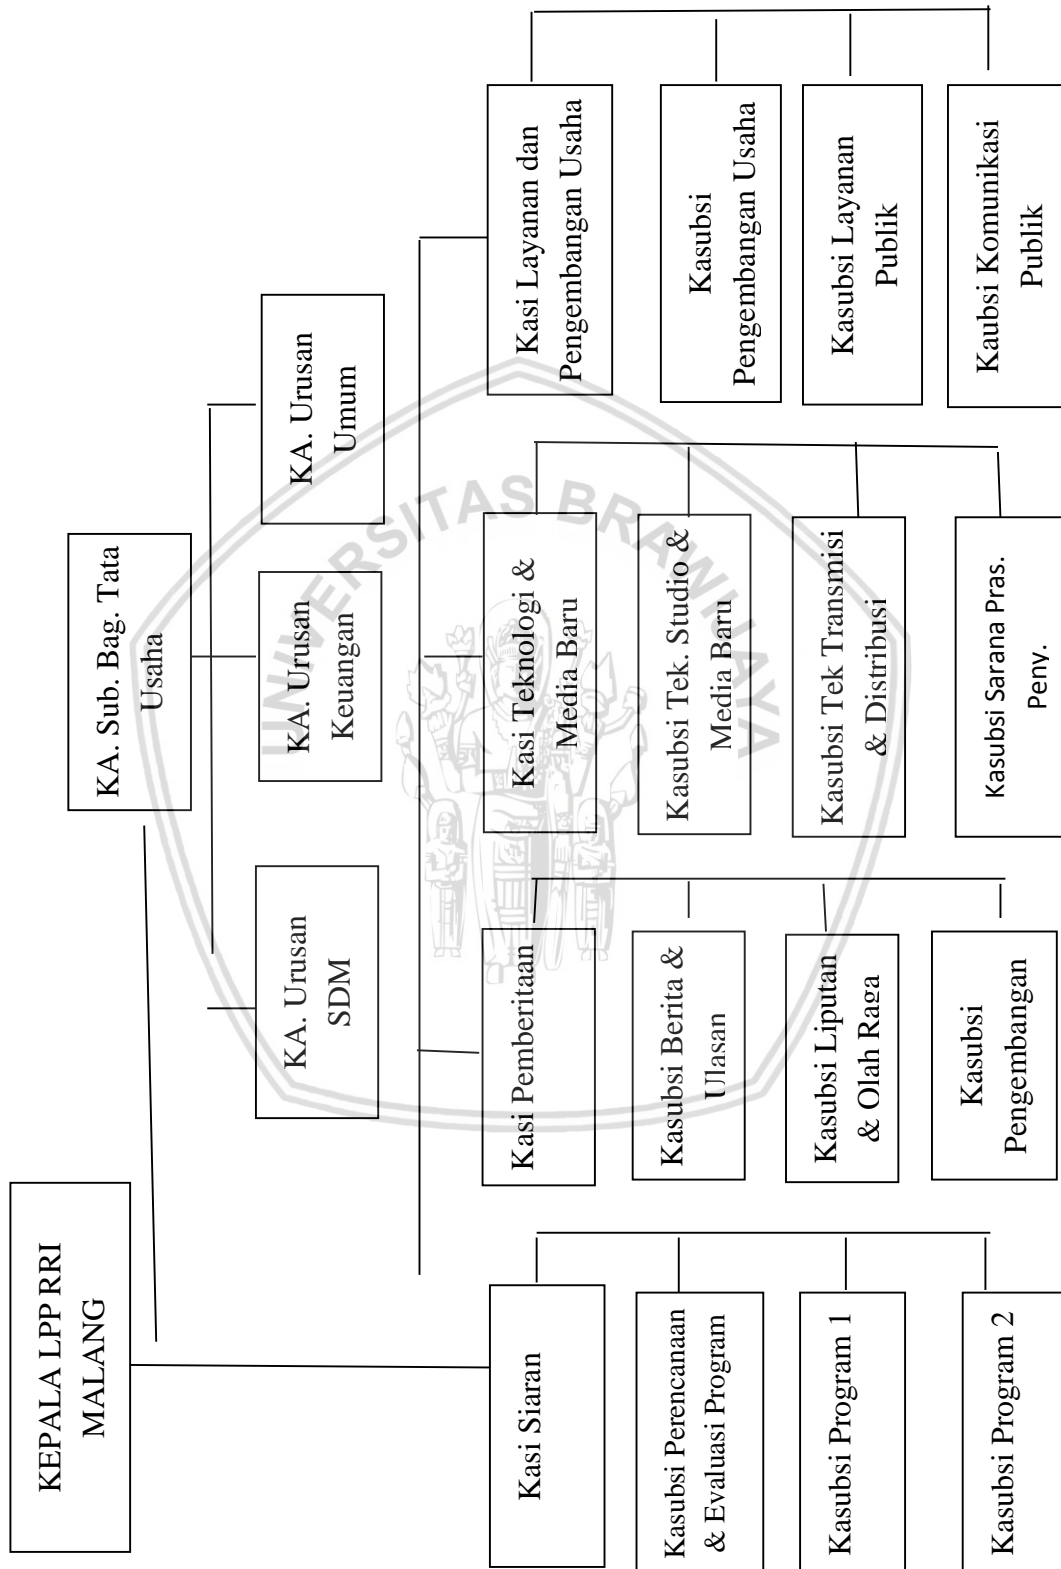 KEPALA LPP RRI
MALANG
KA. Sub. Bag. Tata
Usaha
KA. Urusan
SDM
KA. Urusan
Keuangan
KA. Urusan
Umum
Kasi Siaran
Kasubsi Perencanaan
& Evaluasi Program
Kasubsi Program 1
Kasubsi Program 2
Kasi Pemberitaan
Kasubsi Berita &
Ulasan
Kasubsi Liputan
& Olah Raga
Kasubsi
Pengembangan
Kasi Teknologi &
Media Baru
Kasubsi Tek. Studio &
Media Baru
Kasubsi Tek Transmisi
& Distribusi
Kasubsi Sarana Pras.
Peny.
Kasi Layanan dan
Pengembangan Usaha
Kasubsi
Pengembangan Usaha
Kasubsi Layanan
Publik
Kaubsi Komunikasi
Publik
UNIVERSITAS BRAWIJAYA